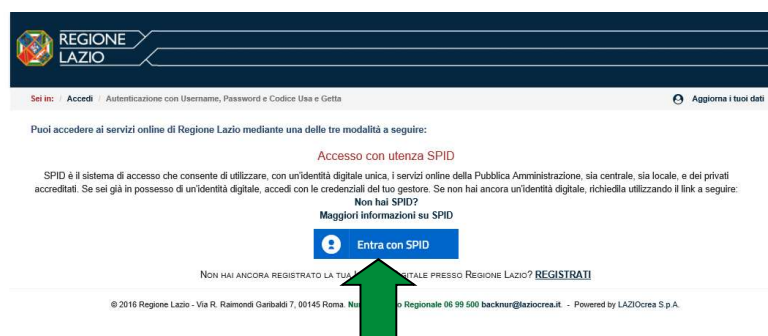 REGIONE
LAZIO
Sei in: / Accedi / Autenticazione con Username, Password e Codice Usa e Getta
Aggiorna i tuoi dati
Puoi accedere ai servizi online di Regione Lazio mediante una delle tre modalità a seguire:
Accesso con utenza SPID
SPID è il sistema di accesso che consente di utilizzare, con un'identità digitale unica, i servizi online della Pubblica Amministrazione, sia centrale, sia locale, e dei privati
accreditati. Se sei già in possesso di un'identità digitale, accedi con le credenziali del tuo gestore. Se non hai ancora un'identità digitale, richiedila utilizzando il link a seguire:
Non hai SPID?
Maggiori informazioni su SPID
Entra con SPID
NON HAI ANCORA REGISTRATO LA TUA PRESSO REGIONE LAZIO? REGISTRATI
© 2016 Regione Lazio - Via R. Raimondi Garibaldi 7, 00145 Roma. Regionale 06 99 500 backnur@laziocrea.it - Powered by LAZIOcrea S.p.A.